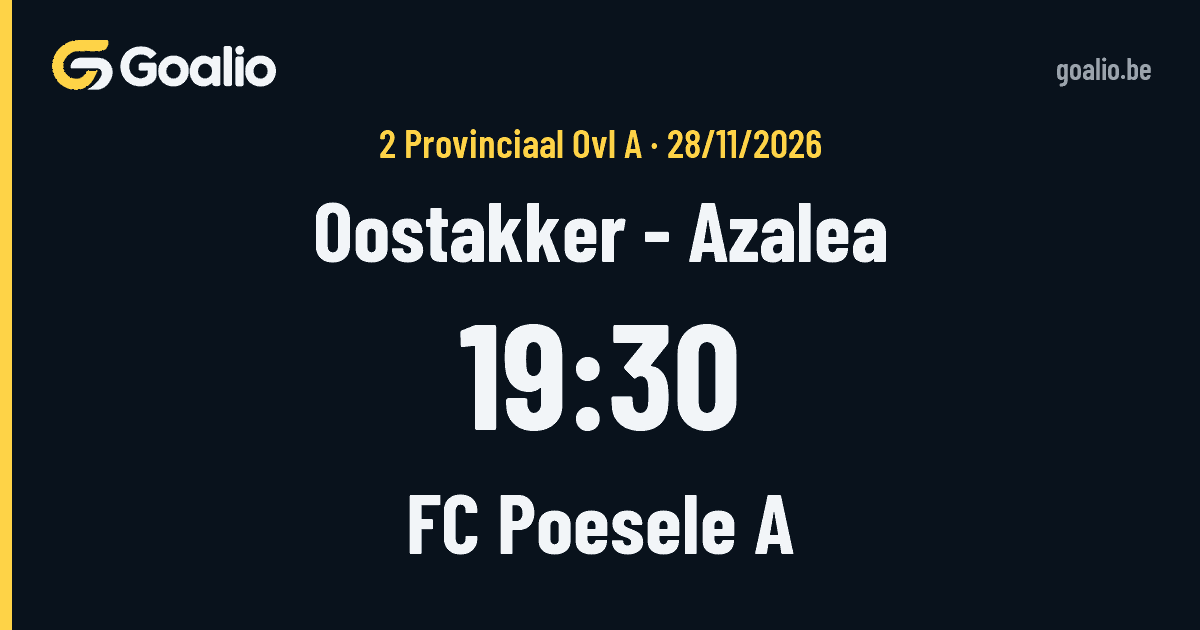 Goalio
goalio.be
2 Provinciaal Ovl A · 28/11/2026
Oostakker - Azalea
19:30
FC Poesele A